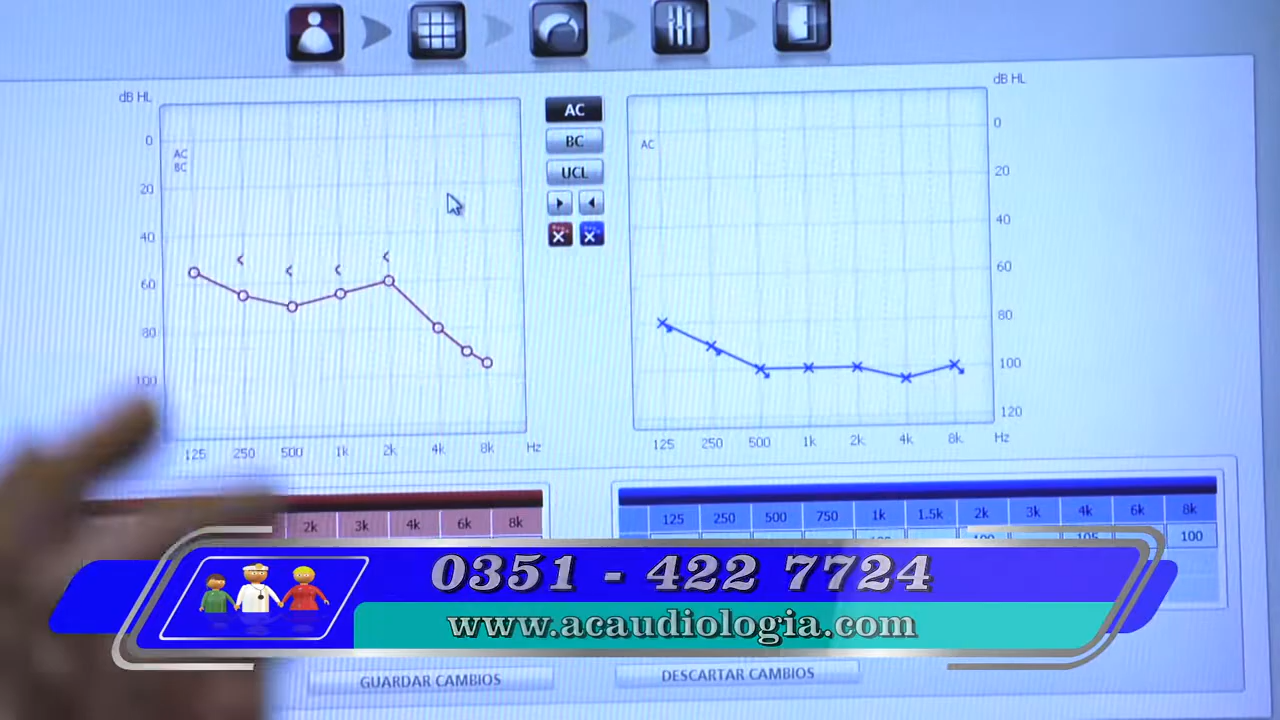 dB HL
0
20
40
60
80
100
AC
BC
125 250 500 1k 2k 4k 8k Hz
AC
BC
UCL
dB HL
AC
0
20
40
60
80
100
120
125 250 500 1k 2k 4k 8k Hz
2k 3k 4k 6k 8k
125 250 500 750 1k 1.5k 2k 3k 4k 6k 8k
100 105 100
0351 - 422 7724
www.acaudiologia.com
GUARDAR CAMBIOS
DESCARTAR CAMBIOS